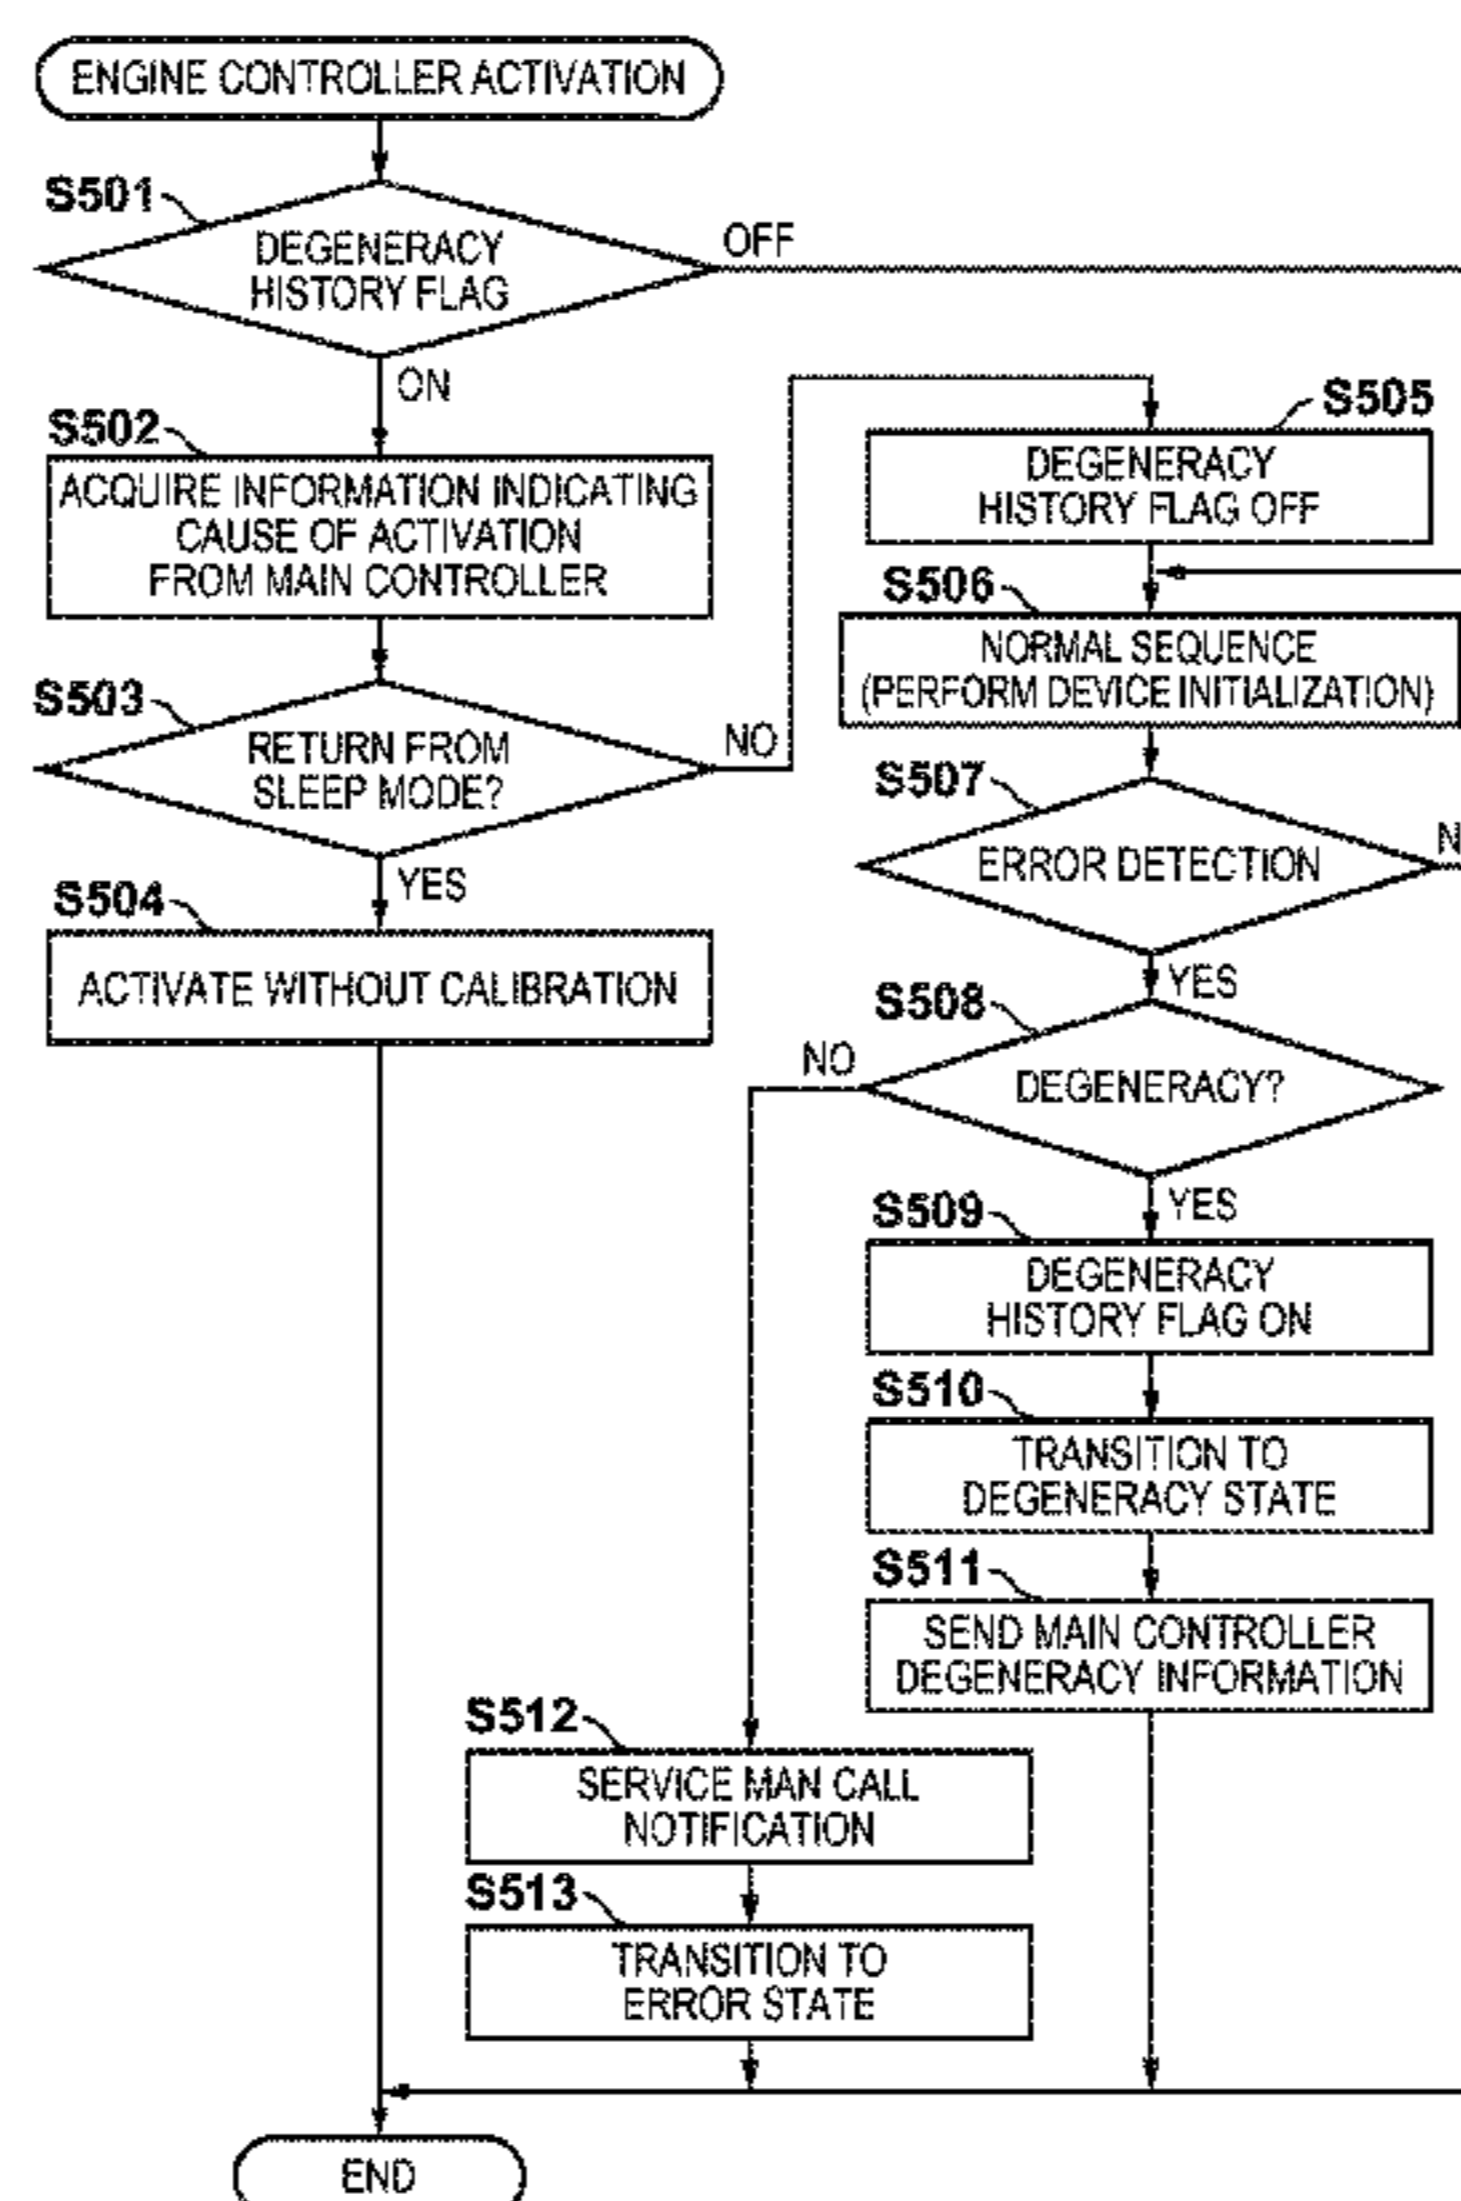 ENGINE CONTROLLER ACTIVATION
S501
DEGENERACY
HISTORY FLAG
OFF
ON
S502
ACQUIRE INFORMATION INDICATING
CAUSE OF ACTIVATION
FROM MAIN CONTROLLER
S503
RETURN FROM
SLEEP MODE?
NO
YES
S504
ACTIVATE WITHOUT CALIBRATION
S505
DEGENERACY
HISTORY FLAG OFF
S506
NORMAL SEQUENCE
(PERFORM DEVICE INITIALIZATION)
S507
ERROR DETECTION
N
YES
S508
DEGENERACY?
NO
YES
S509
DEGENERACY
HISTORY FLAG ON
S510
TRANSITION TO
DEGENERACY STATE
S511
SEND MAIN CONTROLLER
DEGENERACY INFORMATION
S512
SERVICE MAN CALL
NOTIFICATION
S513
TRANSITION TO
ERROR STATE
END